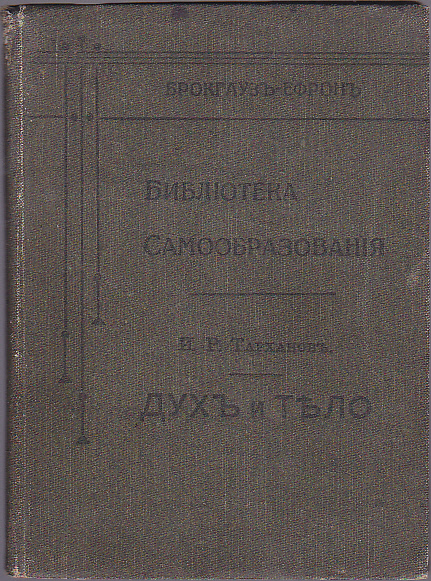 БРОКГАУЗЪ-ЕФРОНЪ
БИБЛІОТЕКА
САМООБРАЗОВАНІЯ
И. Р. Тархановъ.
ДУХЪ и ТѢЛО